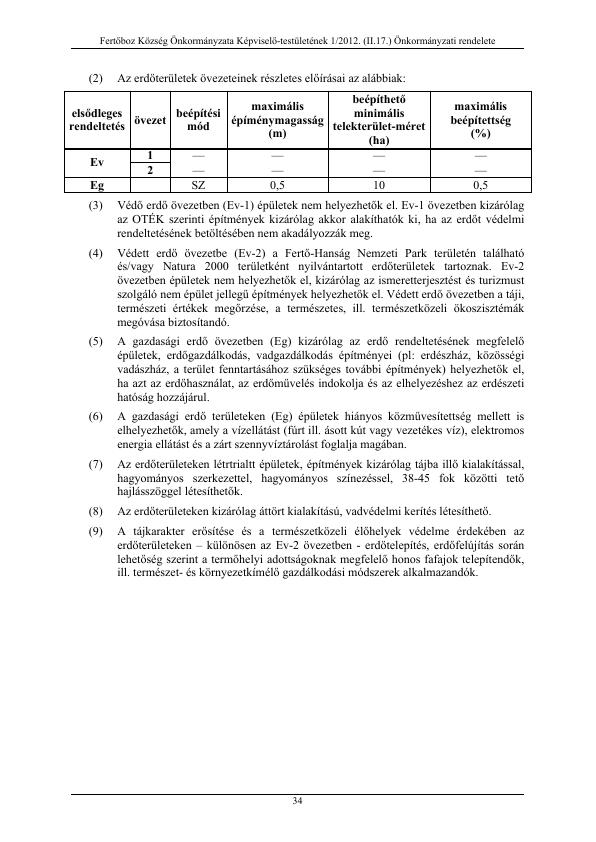 Fertőboz Község Önkormányzata Képviselő-testületének 1/2012. (II.17.) Önkormányzati rendelete
(2) Az erdőterületek övezeteinek részletes előírásai az alábbiak:
elsődleges rendeltetés | övezet | beépítési mód | maximális építménymagasság (m) | beépíthető minimális telekterület-méret (ha) | maximális beépítettség (%)
Ev | 1 | — | — | — | —
2 | — | — | — | —
Eg | SZ | 0,5 | 10 | 0,5
(3) Védő erdő övezetben (Ev-1) épületek nem helyezhetők el. Ev-1 övezetben kizárólag
az OTÉK szerinti építmények kizárólag akkor alakíthatók ki, ha az erdőt védelmi
rendeltetésének betöltésében nem akadályozzák meg.
(4) Védett erdő övezetbe (Ev-2) a Fertő-Hanság Nemzeti Park területén található
és/vagy Natura 2000 területként nyilvántartott erdőterületek tartoznak. Ev-2
övezetben épületek nem helyezhetők el, kizárólag az ismeretterjesztést és turizmust
szolgáló nem épület jellegű építmények helyezhetők el. Védett erdő övezetben a táji,
természeti értékek megőrzése, a természetes, ill. természetközeli ökoszisztémák
megóvása biztosítandó.
(5) A gazdasági erdő övezetben (Eg) kizárólag az erdő rendeltetésének megfelelő
épületek, erdőgazdálkodás, vadgazdálkodás építményei (pl: erdészház, közösségi
vadászház, a terület fenntartásához szükséges további építmények) helyezhetők el,
ha azt az erdőhasználat, az erdőművelés indokolja és az elhelyezéshez az erdészeti
hatóság hozzájárul.
(6) A gazdasági erdő területeken (Eg) épületek hiányos közművesítettség mellett is
elhelyezhetők, amely a vízellátást (fúrt ill. ásott kút vagy vezetékes víz), elektromos
energia ellátást és a zárt szennyvíztárolást foglalja magában.
(7) Az erdőterületeken létrtrialtt épületek, építmények kizárólag tájba illő kialakítással,
hagyományos szerkezettel, hagyományos színezéssel, 38-45 fok közötti tető
hajlásszöggel létesíthetők.
(8) Az erdőterületeken kizárólag áttört kialakítású, vadvédelmi kerítés létesíthető.
(9) A tájkarakter erősítése és a természetközeli élőhelyek védelme érdekében az
erdőterületeken – különösen az Ev-2 övezetben - erdőtelepítés, erdőfelújítás során
lehetőség szerint a termőhelyi adottságoknak megfelelő honos fafajok telepítendők,
ill. természet- és környezetkímélő gazdálkodási módszerek alkalmazandók.
34